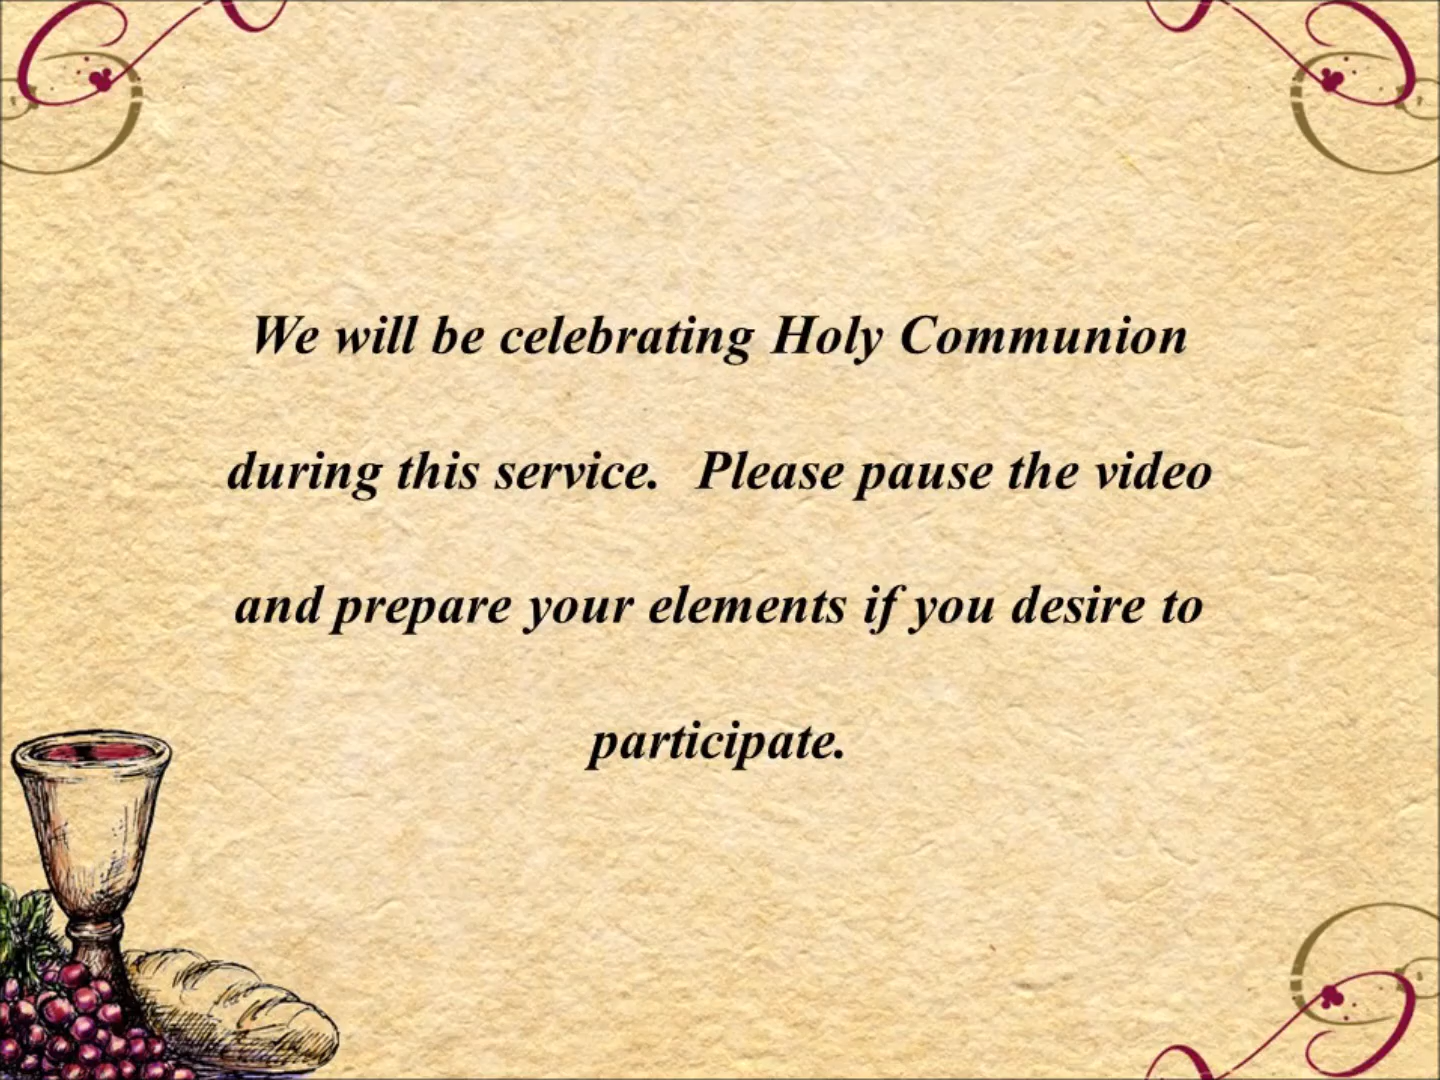 We will be celebrating Holy Communion
during this service.  Please pause the video
and prepare your elements if you desire to
participate.